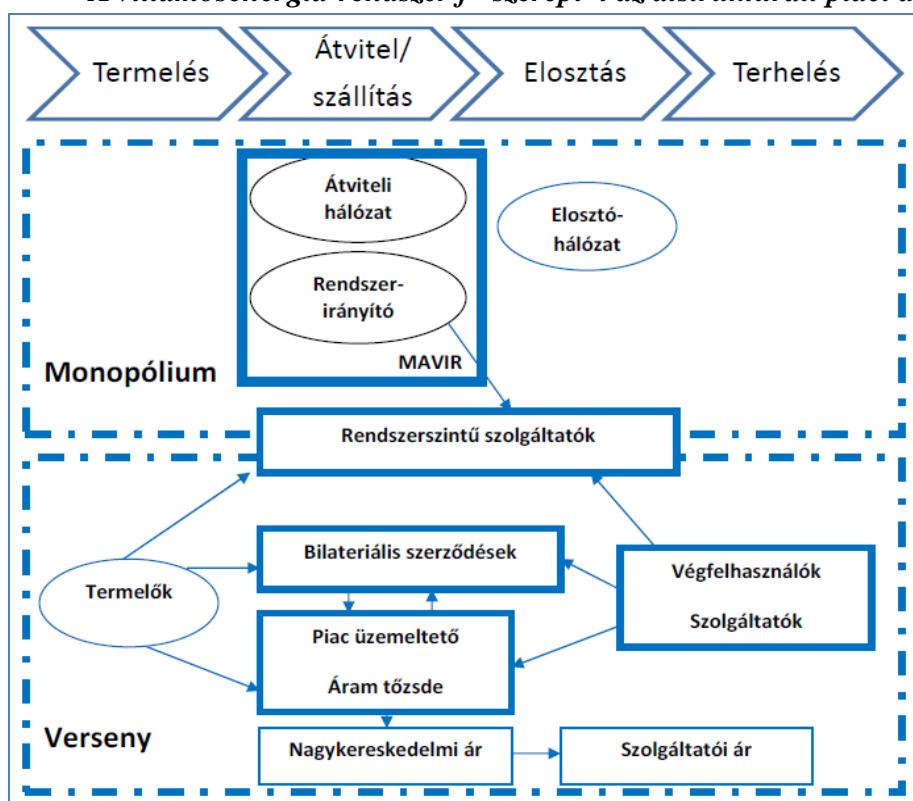 Termelés
Átvitel/
szállítás
Elosztás
Terhelés
Átviteli
hálózat
Elosztó-
hálózat
Rendszer-
irányító
MAVIR
Monopólium
Rendszerszintű szolgáltatók
Bilateriális szerződések
Termelők
Végfelhasználók
Szolgáltatók
Piac üzemeltető
Áram tőzsde
Verseny
Nagykereskedelmi ár
Szolgáltatói ár